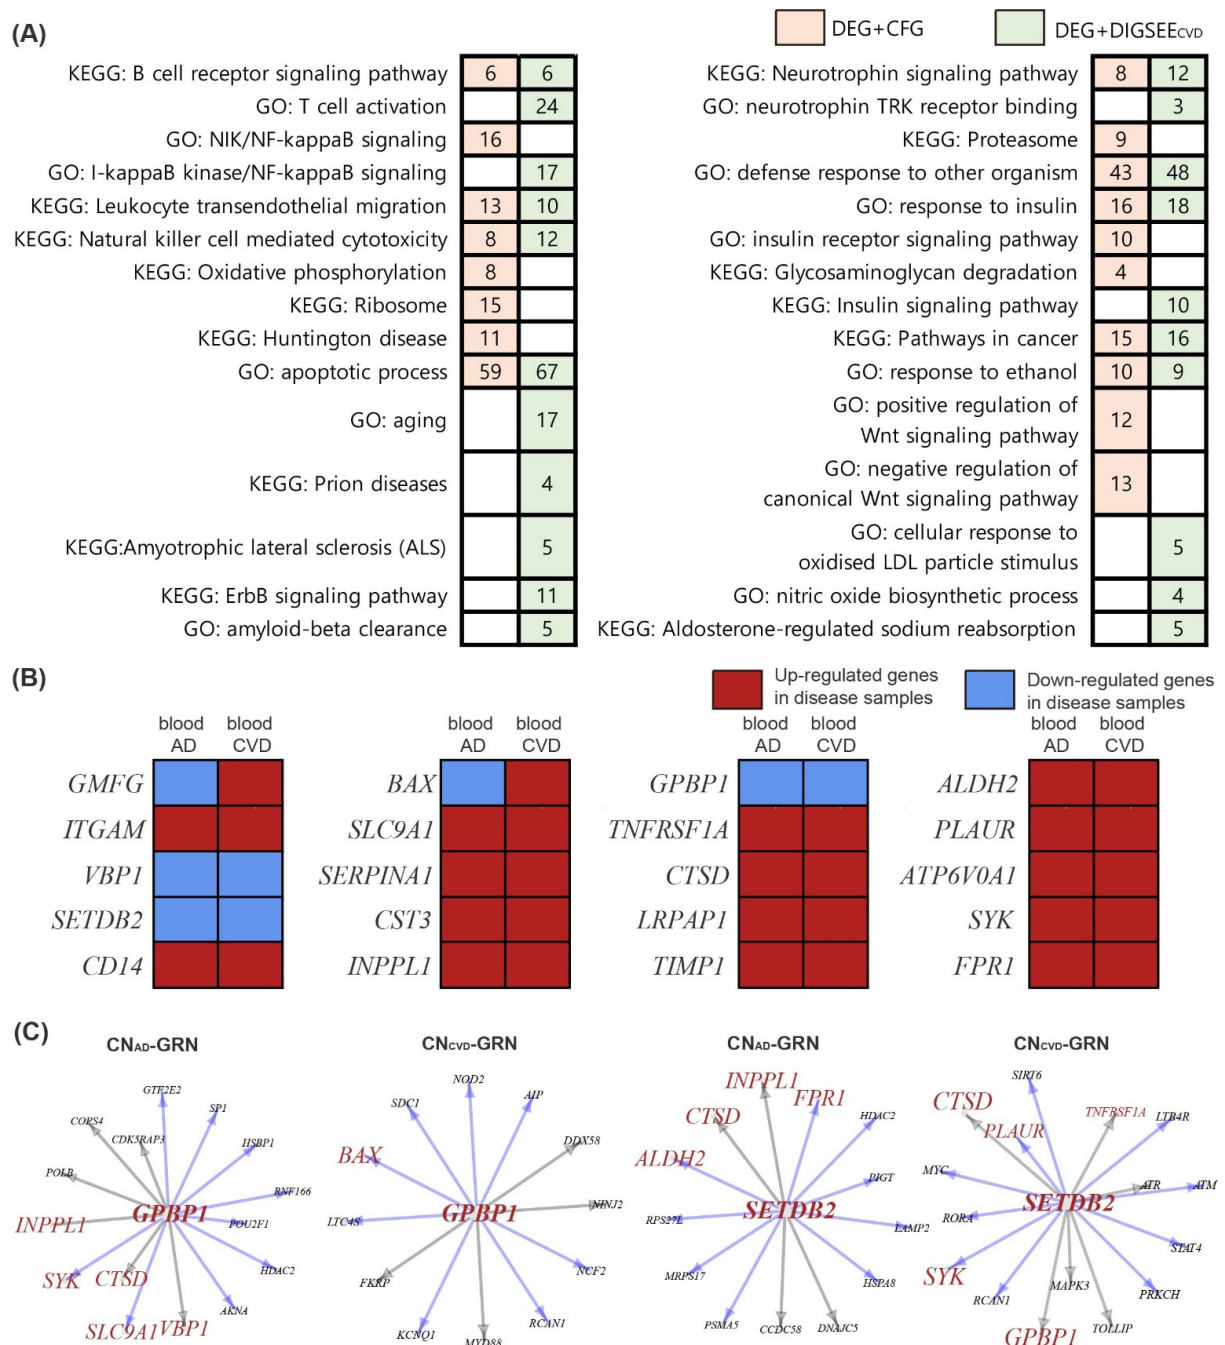 (A)
DEG+CFG
DEG+DIGSEECVD
KEGG: B cell receptor signaling pathway 6 6
GO: T cell activation 24
GO: NIK/NF-kappaB signaling 16
GO: I-kappaB kinase/NF-kappaB signaling 17
KEGG: Leukocyte transendothelial migration 13 10
KEGG: Natural killer cell mediated cytotoxicity 8 12
KEGG: Oxidative phosphorylation 8
KEGG: Ribosome 15
KEGG: Huntington disease 11
GO: apoptotic process 59 67
GO: aging 17
KEGG: Prion diseases 4
KEGG:Amyotrophic lateral sclerosis (ALS) 5
KEGG: ErbB signaling pathway 11
GO: amyloid-beta clearance 5
KEGG: Neurotrophin signaling pathway 8 12
GO: neurotrophin TRK receptor binding 3
KEGG: Proteasome 9
GO: defense response to other organism 43 48
GO: response to insulin 16 18
GO: insulin receptor signaling pathway 10
KEGG: Glycosaminoglycan degradation 4
KEGG: Insulin signaling pathway 10
KEGG: Pathways in cancer 15 16
GO: response to ethanol 10 9
GO: positive regulation of
Wnt signaling pathway 12
GO: negative regulation of
canonical Wnt signaling pathway 13
GO: cellular response to
oxidised LDL particle stimulus 5
GO: nitric oxide biosynthetic process 4
KEGG: Aldosterone-regulated sodium reabsorption 5
(B)
Up-regulated genes
in disease samples
Down-regulated genes
in disease samples
blood AD
blood CVD
GMFG
ITGAM
VBP1
SETDB2
CD14
blood AD
blood CVD
BAX
SLC9A1
SERPINA1
CST3
INPPL1
blood AD
blood CVD
GPBP1
TNFRSF1A
CTSD
LRPAP1
TIMP1
blood AD
blood CVD
ALDH2
PLAUR
ATP6V0A1
SYK
FPR1
(C)
CNAD-GRN
GTF2E2
SP1
COPS4
CDK5RAP3
HSBP1
POLB
RNF166
GPBP1
INPPL1
POU2F1
SYK
CTSD
HDAC2
AKNA
SLC9A1
VBP1
CNCVD-GRN
NOD2
SDC1
AIP
BAX
DDX58
GPBP1
NINJ2
LTC4S
FKRP
NCF2
KCNQ1
MYD88
RCAN1
CNAD-GRN
INPPL1
FPR1
CTSD
HDAC2
ALDH2
PIGT
SETDB2
RPS27L
LAMP2
MRPS17
HSPA8
PSMA5
CCDC58
DNAJC5
CNCVD-GRN
SIRT6
CTSD
TNFRSF1A
LTB4R
PLAUR
MYC
ATR
ATM
SETDB2
RORA
STAT4
SYK
MAPK3
RCAN1
PRKCH
GPBP1
TOLLIP